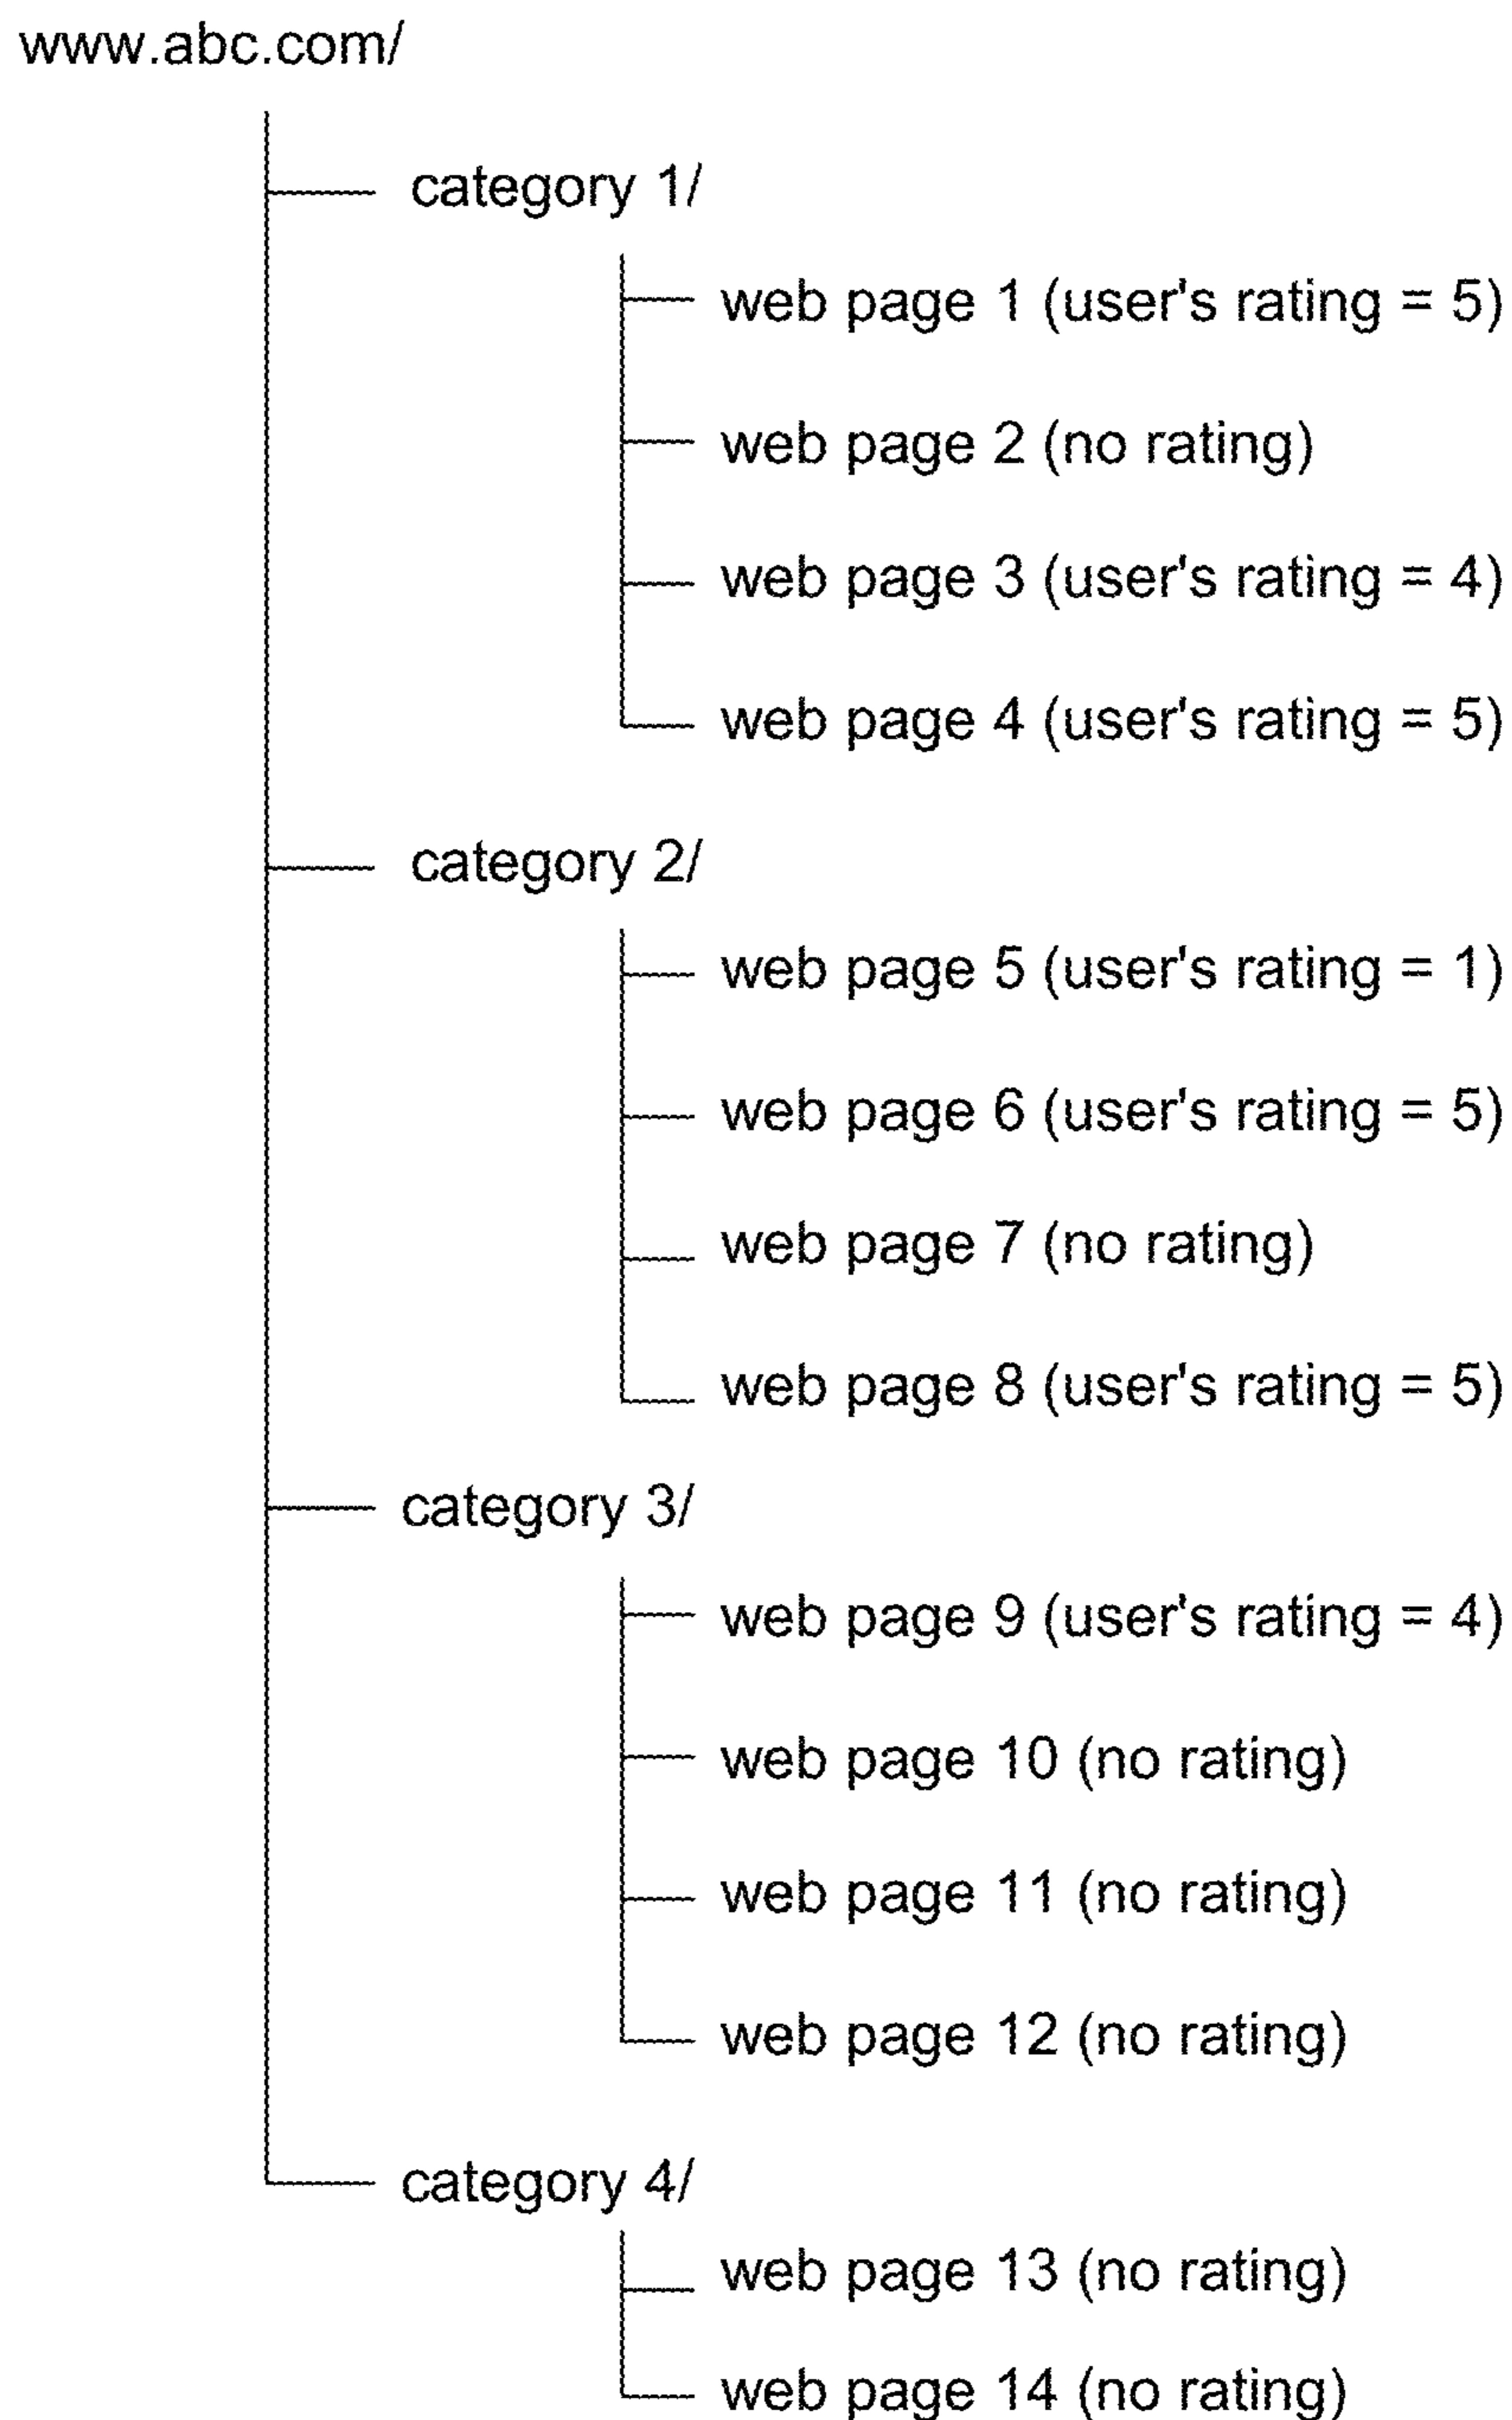 www.abc.com/
category 1/
web page 1 (user's rating = 5)
web page 2 (no rating)
web page 3 (user's rating = 4)
web page 4 (user's rating = 5)
category 2/
web page 5 (user's rating = 1)
web page 6 (user's rating = 5)
web page 7 (no rating)
web page 8 (user's rating = 5)
category 3/
web page 9 (user's rating = 4)
web page 10 (no rating)
web page 11 (no rating)
web page 12 (no rating)
category 4/
web page 13 (no rating)
web page 14 (no rating)